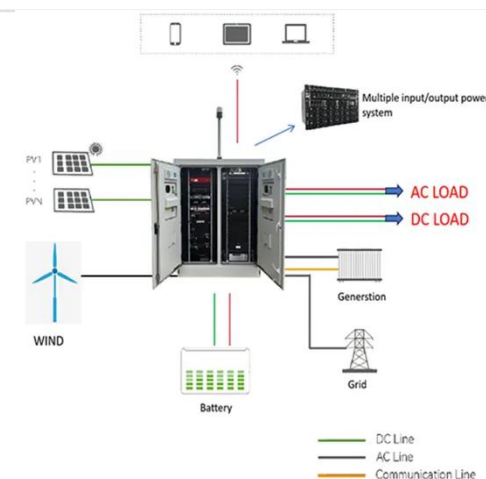 Multiple input/output powe
system
PV1
PVN
AC LOAD
DC LOAD
Generstion
WIND
Grid
Battery
DC Line
AC Line
Communication Line